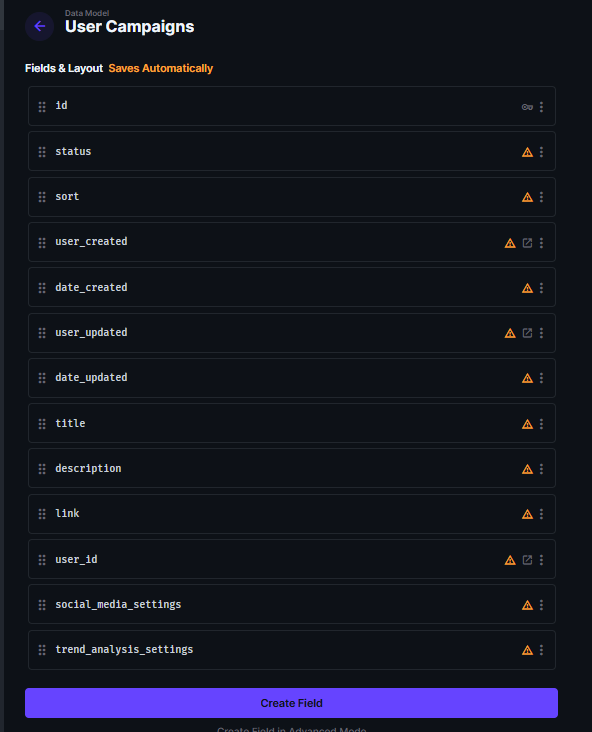 Data Model
User Campaigns
Fields & Layout Saves Automatically
id
status
sort
user_created
date_created
user_updated
date_updated
title
description
link
user_id
social_media_settings
trend_analysis_settings
Create Field
Create Field in Advanced Mode